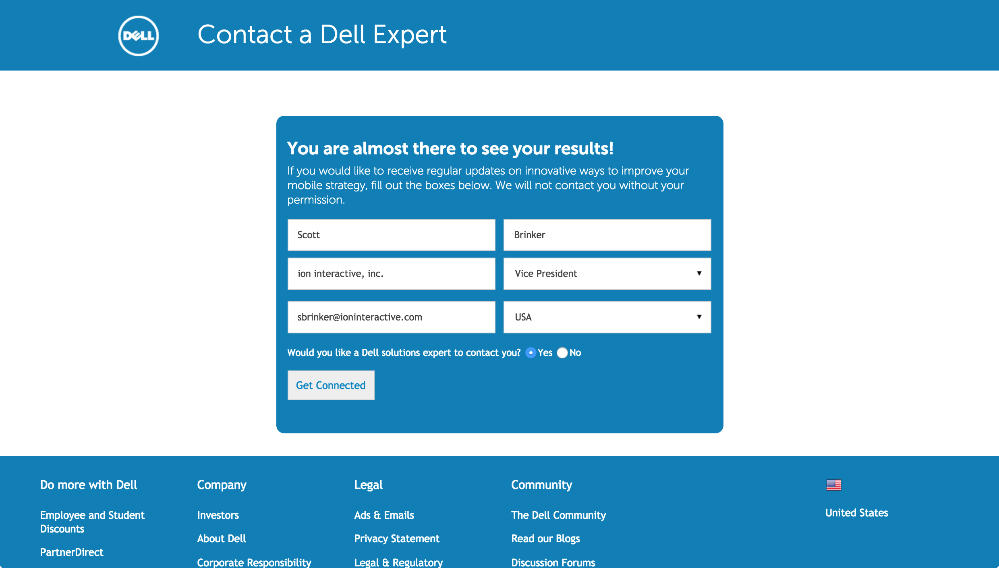 DELL
Contact a Dell Expert
You are almost there to see your results!
If you would like to receive regular updates on innovative ways to improve your
mobile strategy, fill out the boxes below. We will not contact you without your
permission.
Scott
Brinker
ion interactive, inc.
Vice President
sbrinker@ioninteractive.com
USA
Would you like a Dell solutions expert to contact you? Yes No
Get Connected
Do more with Dell
Employee and Student
Discounts
PartnerDirect
Company
Investors
About Dell
Corporate Responsibility
Legal
Ads & Emails
Privacy Statement
Legal & Regulatory
Community
The Dell Community
Read our Blogs
Discussion Forums
United States